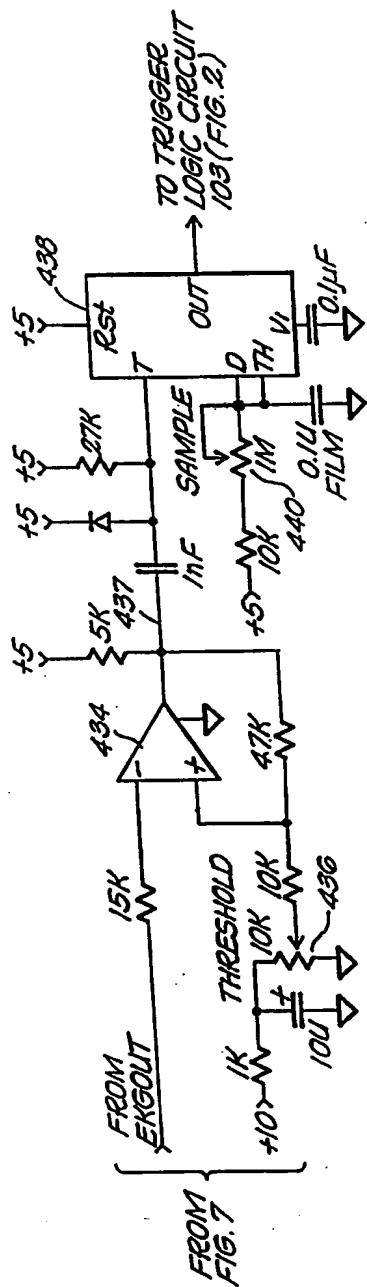 FROM
FIG. 7
FROM
EKGOUT
15K
+10
1K
10U
+
THRESHOLD
10K
436
10K
47K
434
-
+
+5
5K
437
1nF
+5
+5
27K
+5
10K
440
1M
SAMPLE
0.1U
FILM
+5
438
Rst
T
D
TH
OUT
V1
0.1µF
TO TRIGGER
LOGIC CIRCUIT
103 (FIG. 2)